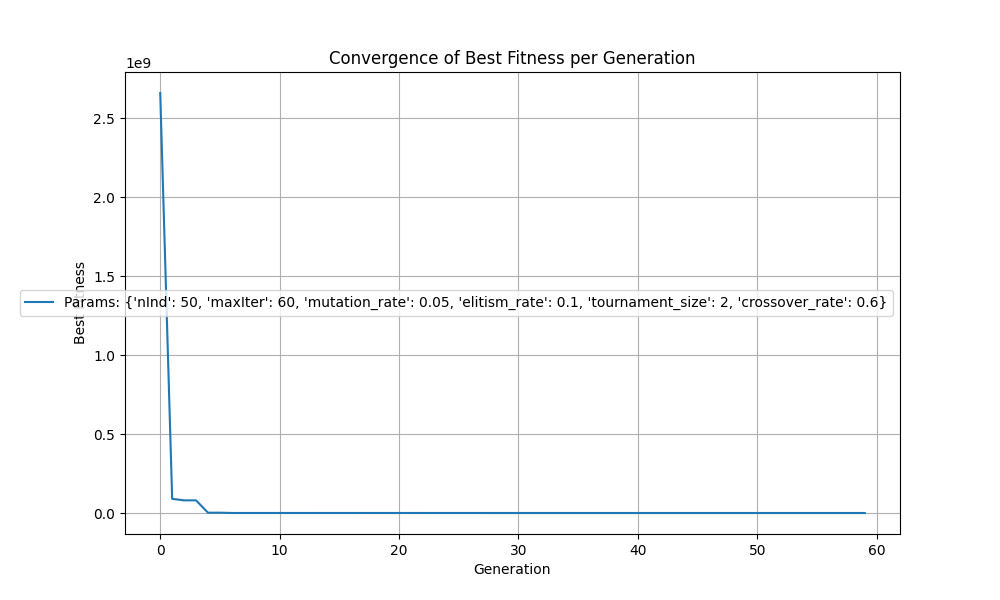 Convergence of Best Fitness per Generation
1e9
2.5
2.0
1.5
1.0
0.5
0.0
Best
ness
Params: {'nInd': 50, 'maxIter': 60, 'mutation_rate': 0.05, 'elitism_rate': 0.1, 'tournament_size': 2, 'crossover_rate': 0.6}
0 10 20 30 40 50 60
Generation